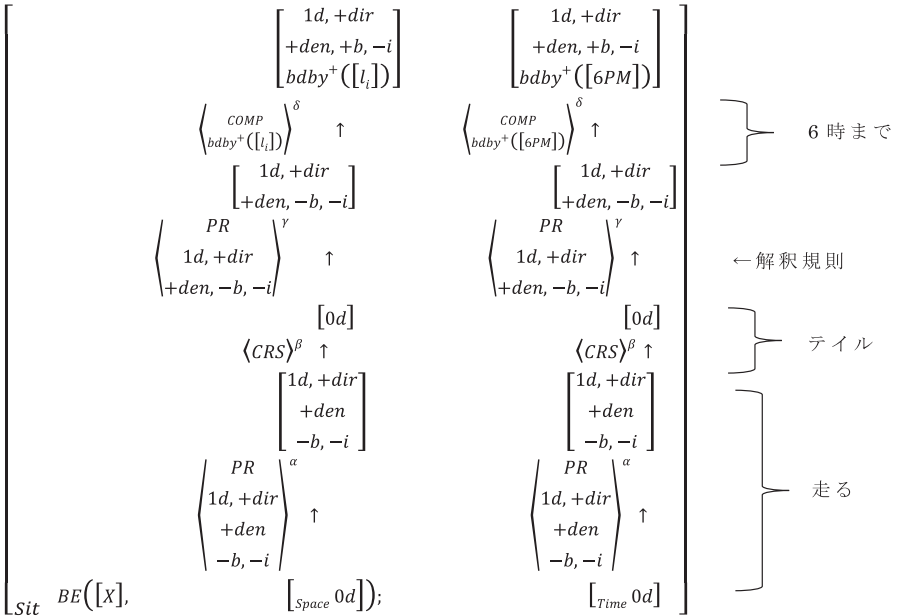 [1d, +dir [1d, +dir
+den, +b, −i +den, +b, −i
bdby⁺([l_i])] bdby⁺([6PM])]
⟨COMP bdby⁺([l_i])⟩^δ ↑ ⟨COMP bdby⁺([6PM])⟩^δ ↑ } 6時まで
[1d, +dir [1d, +dir
+den, −b, −i] +den, −b, −i]
⟨PR ⟩^γ ⟨PR ⟩^γ
1d, +dir ↑ 1d, +dir ↑ ←解釈規則
+den, −b, −i +den, −b, −i
[0d] [0d]
⟨CRS⟩^β ↑ ⟨CRS⟩^β ↑ } テイル
[1d, +dir [1d, +dir
+den +den
−b, −i] −b, −i]
⟨PR ⟩^α ⟨PR ⟩^α
1d, +dir ↑ 1d, +dir ↑ } 走る
+den +den
−b, −i −b, −i
[Sit BE([X], [Space 0d]); [Time 0d]]